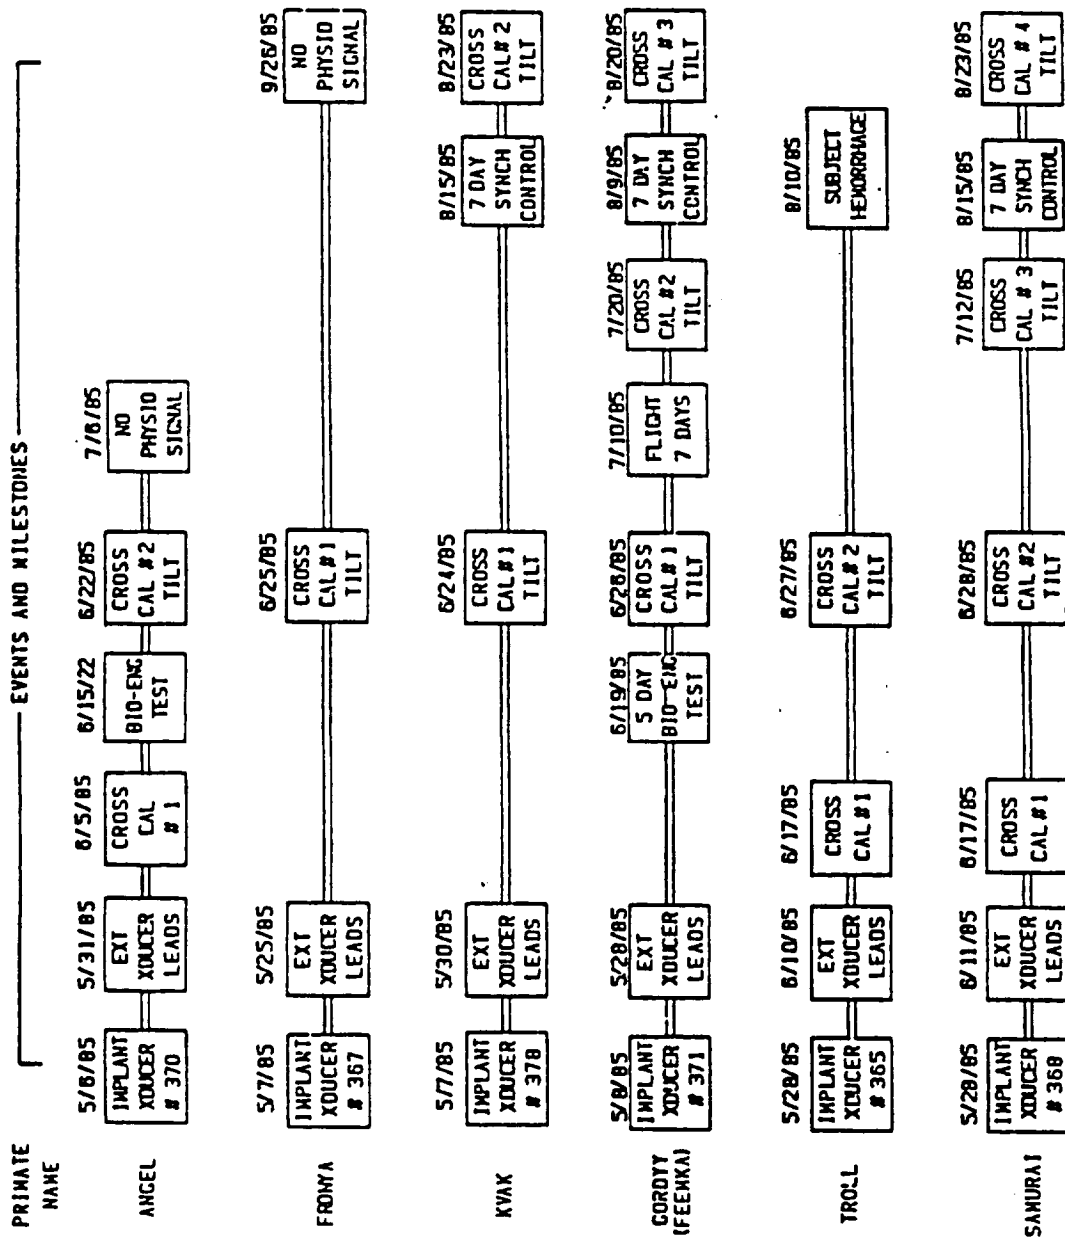 EVENTS AND MILESTONES
PRIMATE
NAME
ANGEL
5/6/85
IMPLANT
XDUCER
# 370
5/31/85
EXT
XDUCER
LEADS
6/5/85
CROSS
CAL
# 1
6/15/22
BIO-ENG
TEST
6/22/85
CROSS
CAL # 2
TILT
7/6/85
NO
PHYSIO
SIGNAL
FRONYA
5/7/85
IMPLANT
XDUCER
# 367
5/25/85
EXT
XDUCER
LEADS
6/25/85
CROSS
CAL #1
TILT
9/26/85
NO
PHYSIO
SIGNAL
KVAK
5/7/85
IMPLANT
XDUCER
# 378
5/30/85
EXT
XDUCER
LEADS
6/24/85
CROSS
CAL #1
TILT
8/15/85
7 DAY
SYNCH
CONTROL
8/23/85
CROSS
CAL # 2
TILT
GORDYY
(FEEMKA)
5/8/85
IMPLANT
XDUCER
# 371
5/28/85
EXT
XDUCER
LEADS
6/19/85
5 DAY
BIO-ENG
TEST
6/26/85
CROSS
CAL #1
TILT
7/10/85
FLIGHT
7 DAYS
7/20/85
CROSS
CAL #2
TILT
8/9/85
7 DAY
SYNCH
CONTROL
8/20/85
CROSS
CAL # 3
TILT
TROLL
5/28/85
IMPLANT
XDUCER
# 365
6/10/85
EXT
XDUCER
LEADS
6/17/85
CROSS
CAL #1
6/27/85
CROSS
CAL # 2
TILT
8/10/85
SUBJECT
HEMORRHAGE
SAMURAI
5/28/85
IMPLANT
XDUCER
# 368
6/11/85
EXT
XDUCER
LEADS
6/17/85
CROSS
CAL #1
6/28/85
CROSS
CAL #2
TILT
7/12/85
CROSS
CAL # 3
TILT
8/15/85
7 DAY
SYNCH
CONTROL
8/23/85
CROSS
CAL # 4
TILT